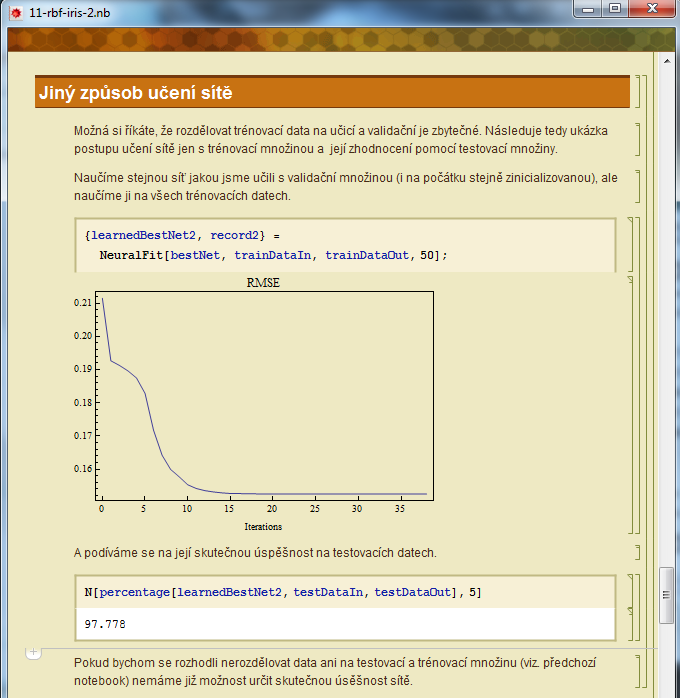 11-rbf-iris-2.nb
Jiný způsob učení sítě
Možná si říkáte, že rozdělovat trénovací data na učicí a validační je zbytečné. Následuje tedy ukázka
postupu učení sítě jen s trénovací množinou a její zhodnocení pomocí testovací množiny.
Naučíme stejnou síť jakou jsme učili s validační množinou (i na počátku stejně zinicializovanou), ale
naučíme ji na všech trénovacích datech.
{learnedBestNet2, record2} =
NeuralFit[bestNet, trainDataIn, trainDataOut, 50];
RMSE
0.21
0.20
0.19
0.18
0.17
0.16
0 5 10 15 20 25 30 35
Iterations
A podíváme se na její skutečnou úspěšnost na testovacích datech.
N[percentage[learnedBestNet2, testDataIn, testDataOut], 5]
97.778
Pokud bychom se rozhodli nerozdělovat data ani na testovací a trénovací množinu (viz. předchozí
notebook) nemáme již možnost určit skutečnou úsěšnost sítě.